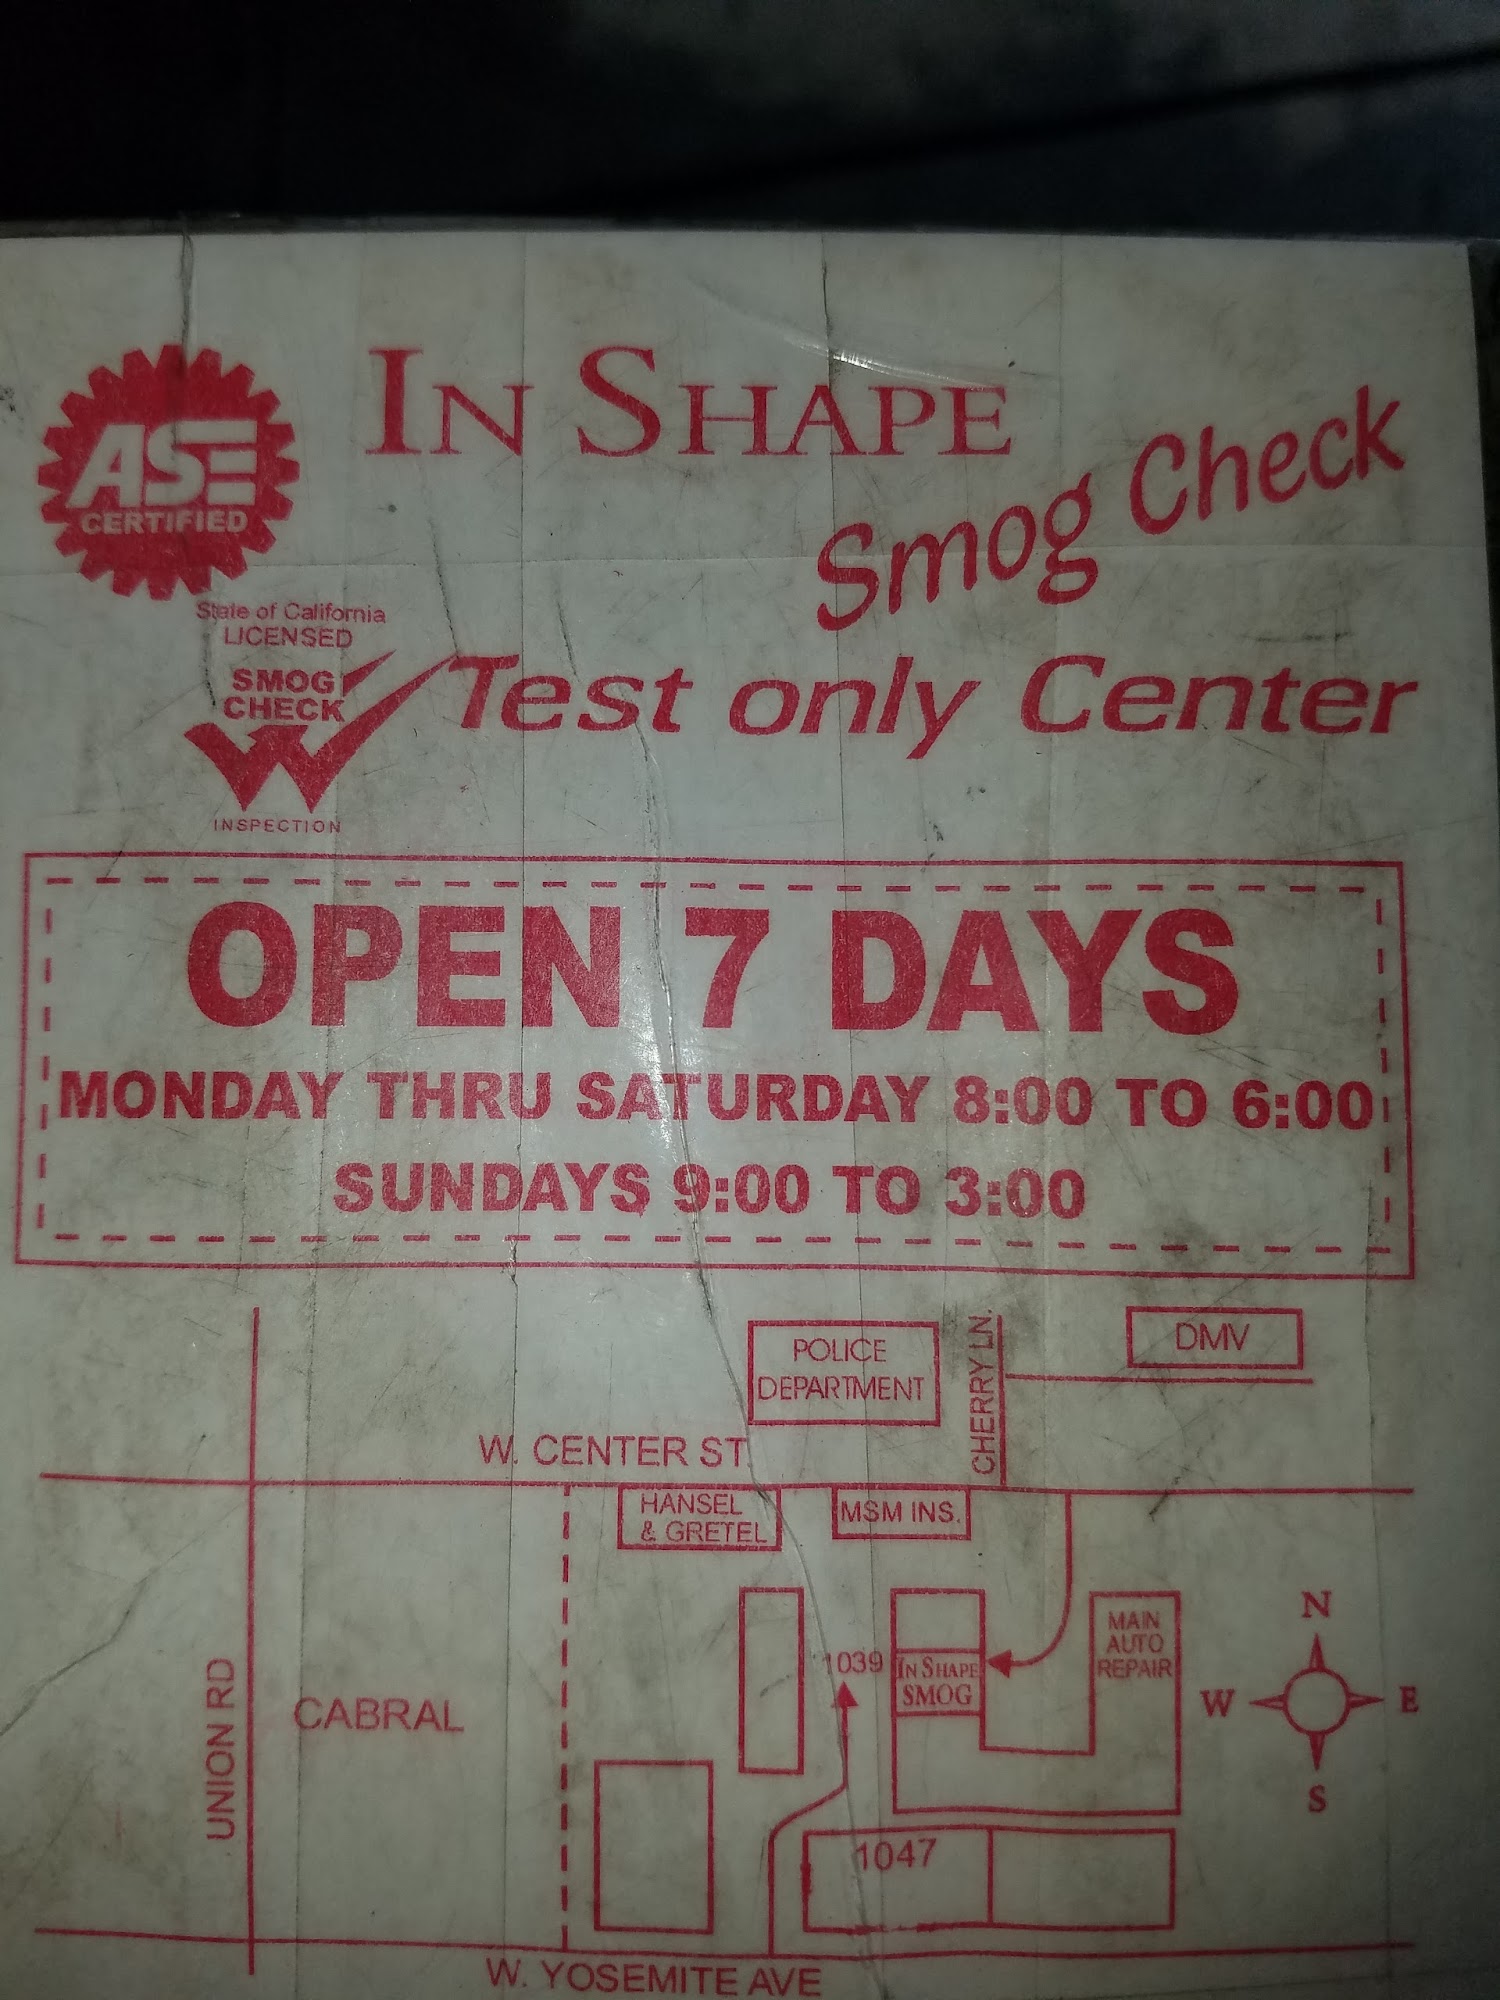 ASE
CERTIFIED
IN SHAPE
Smog Check
State of California
LICENSED
SMOG
CHECK
INSPECTION
Test only Center
OPEN 7 DAYS
MONDAY THRU SATURDAY 8:00 TO 6:00
SUNDAYS 9:00 TO 3:00
POLICE
DEPARTMENT
CHERRY LN.
DMV
W. CENTER ST.
HANSEL
& GRETEL
MSM INS.
UNION RD
CABRAL
1039
IN SHAPE
SMOG
MAIN
AUTO
REPAIR
N
W
E
S
1047
W. YOSEMITE AVE